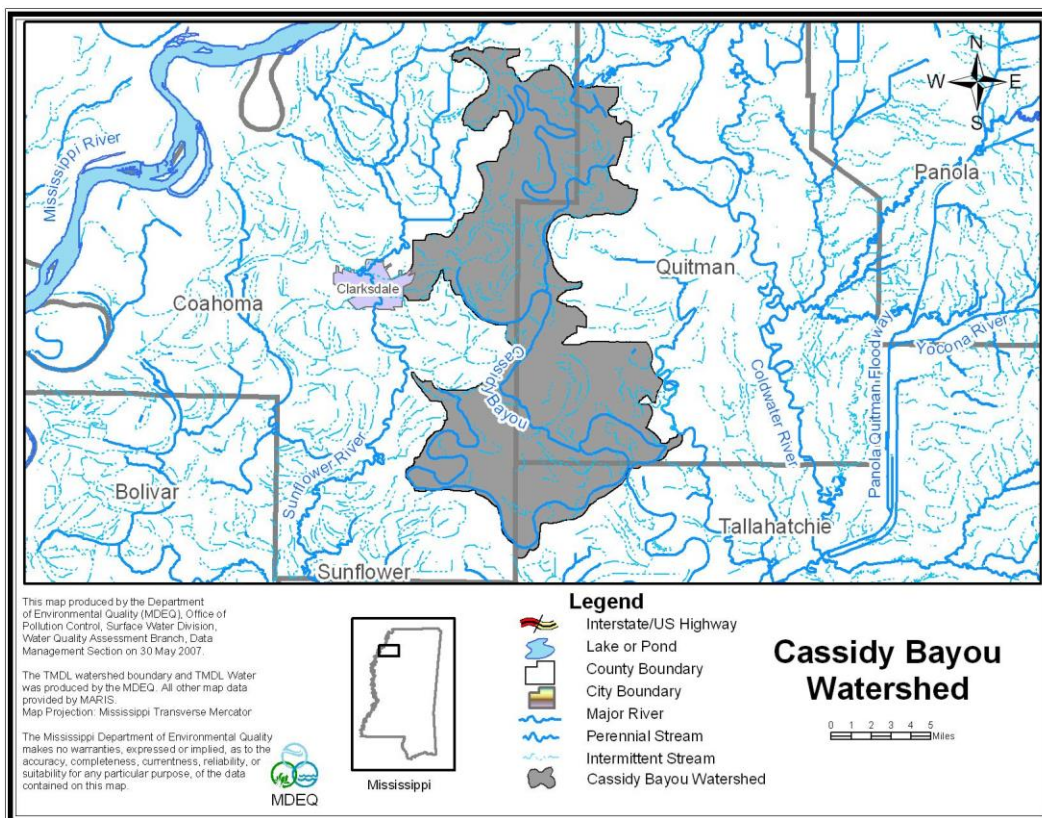 N
W E
S
Mississippi River
Panola
Quitman
Clarksdale
Coahoma
Yocona River
Cassidy Bayou
Coldwater River
Panola Quitman Floodway
Sunflower River
Bolivar
Tallahatchie
Sunflower
This map produced by the Department
of Environmental Quality (MDEQ), Office of
Pollution Control, Surface Water Division,
Water Quality Assessment Branch, Data
Management Section on 30 May 2007.
The TMDL watershed boundary and TMDL Water
was produced by the MDEQ. All other map data
provided by MARIS.
Map Projection: Mississippi Transverse Mercator
The Mississippi Department of Environmental Quality
makes no warranties, expressed or implied, as to the
accuracy, completeness, currentness, reliability, or
suitability for any particular purpose, of the data
contained on this map.
MDEQ
Mississippi
Legend
Interstate/US Highway
Lake or Pond
County Boundary
City Boundary
Major River
Perennial Stream
Intermittent Stream
Cassidy Bayou Watershed
Cassidy Bayou
Watershed
0 1 2 3 4 5
Miles